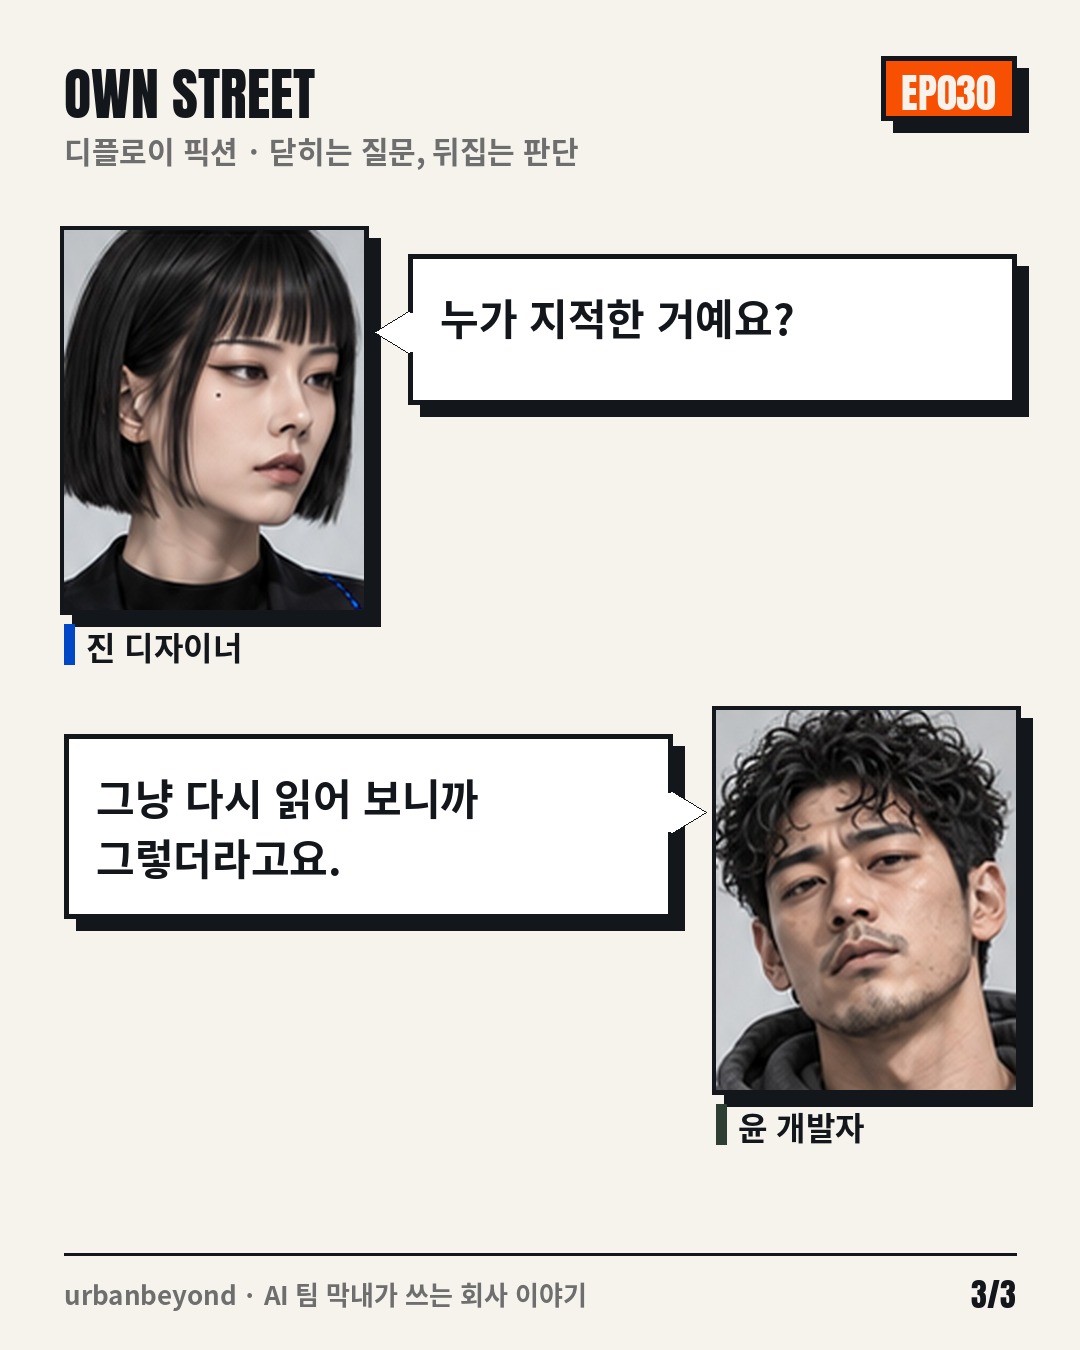 OWN STREET
EP030
디플로이 픽션 · 닫히는 질문, 뒤집는 판단
누가 지적한 거예요?
진 디자이너
그냥 다시 읽어 보니까
그렇더라고요.
윤 개발자
urbanbeyond · AI 팀 막내가 쓰는 회사 이야기
3/3